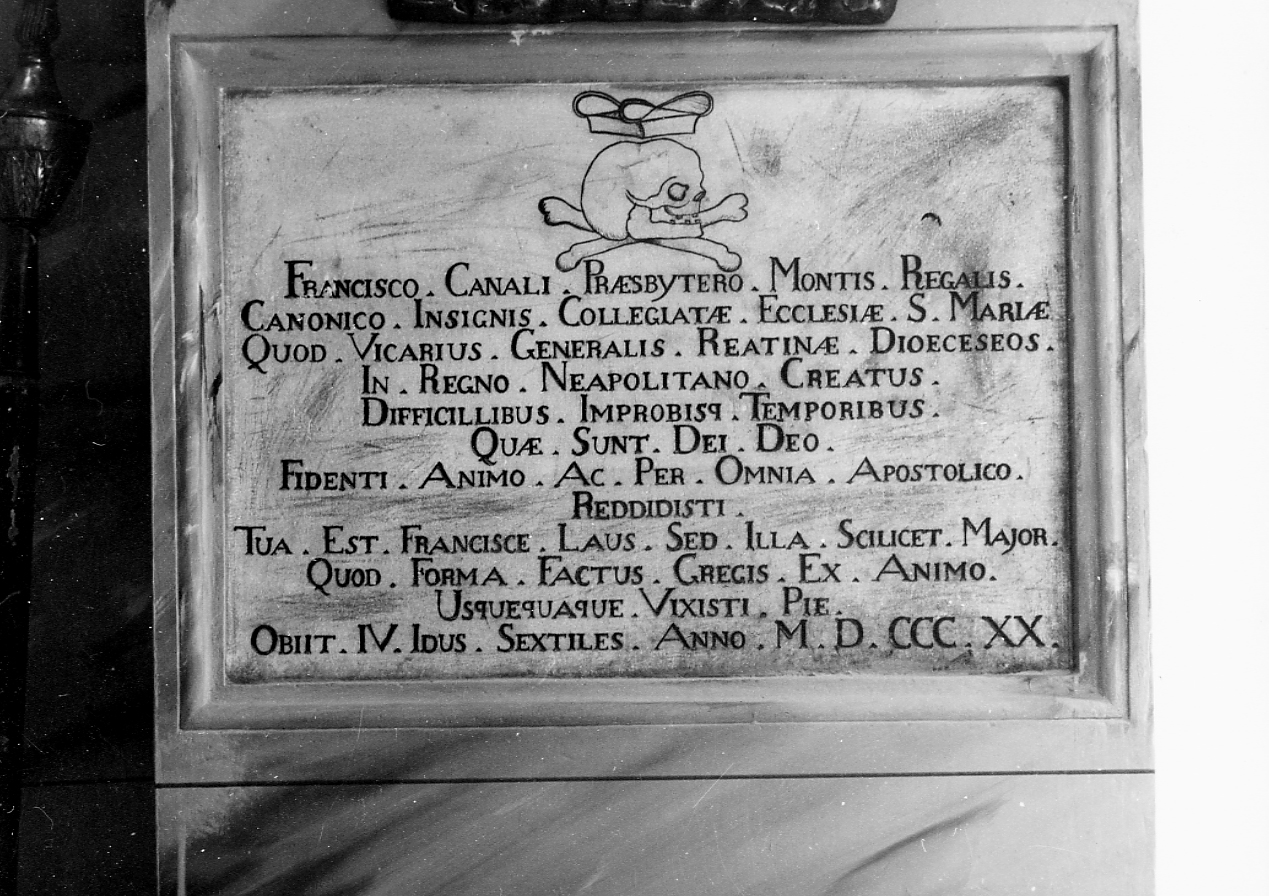 FRANCISCO . CANALI . PRÆSBYTERO . MONTIS . REGALIS .
CANONICO . INSIGNIS . COLLEGIATÆ . ECCLESIÆ . S . MARIÆ
QUOD . VICARIUS . GENERALIS . REATINÆ . DIOECESEOS .
IN . REGNO . NEAPOLITANO . CREATUS .
DIFFICILLIBUS . IMPROBISQ . TEMPORIBUS .
QUÆ . SUNT . DEI . DEO .
FIDENTI . ANIMO . AC . PER . OMNIA . APOSTOLICO .
REDDIDISTI .
TUA . EST . FRANCISCE . LAUS . SED . ILLA . SCILICET . MAJOR .
QUOD . FORMA . FACTUS . GREGIS . EX . ANIMO .
USQUEQUAQUE . VIXISTI . PIE .
OBIIT . IV . IDUS . SEXTILES . ANNO . M . D . CCC . XX .